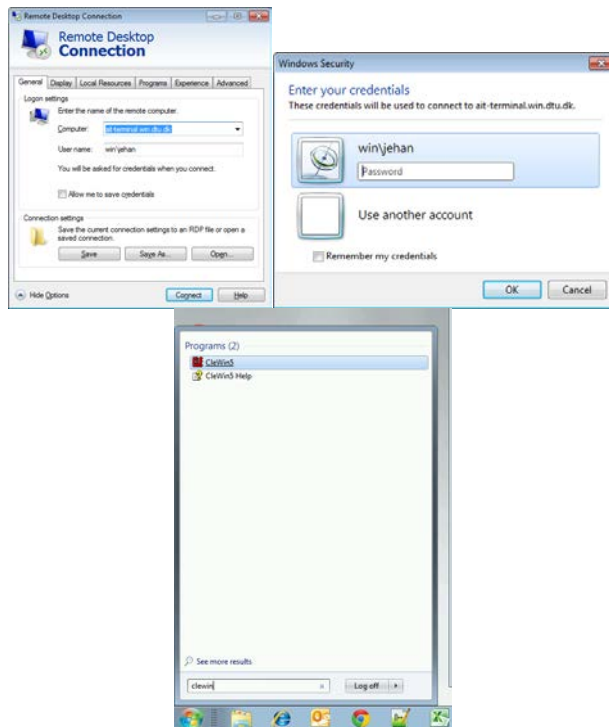 Remote Desktop Connection
Remote Desktop
Connection
General Display Local Resources Programs Experience Advanced
Logon settings
Enter the name of the remote computer.
Computer: ait-terminal.win.dtu.dk
User name: win\jehan
You will be asked for credentials when you connect.
Allow me to save credentials
Connection settings
Save the current connection settings to an RDP file or open a
saved connection.
Save Save As... Open...
Hide Options Connect Help
Windows Security
Enter your credentials
These credentials will be used to connect to ait-terminal.win.dtu.dk.
win\jehan
Password
Use another account
Remember my credentials
OK Cancel
Programs (2)
CleWin5
CleWin5 Help
See more results
clewin
Log off